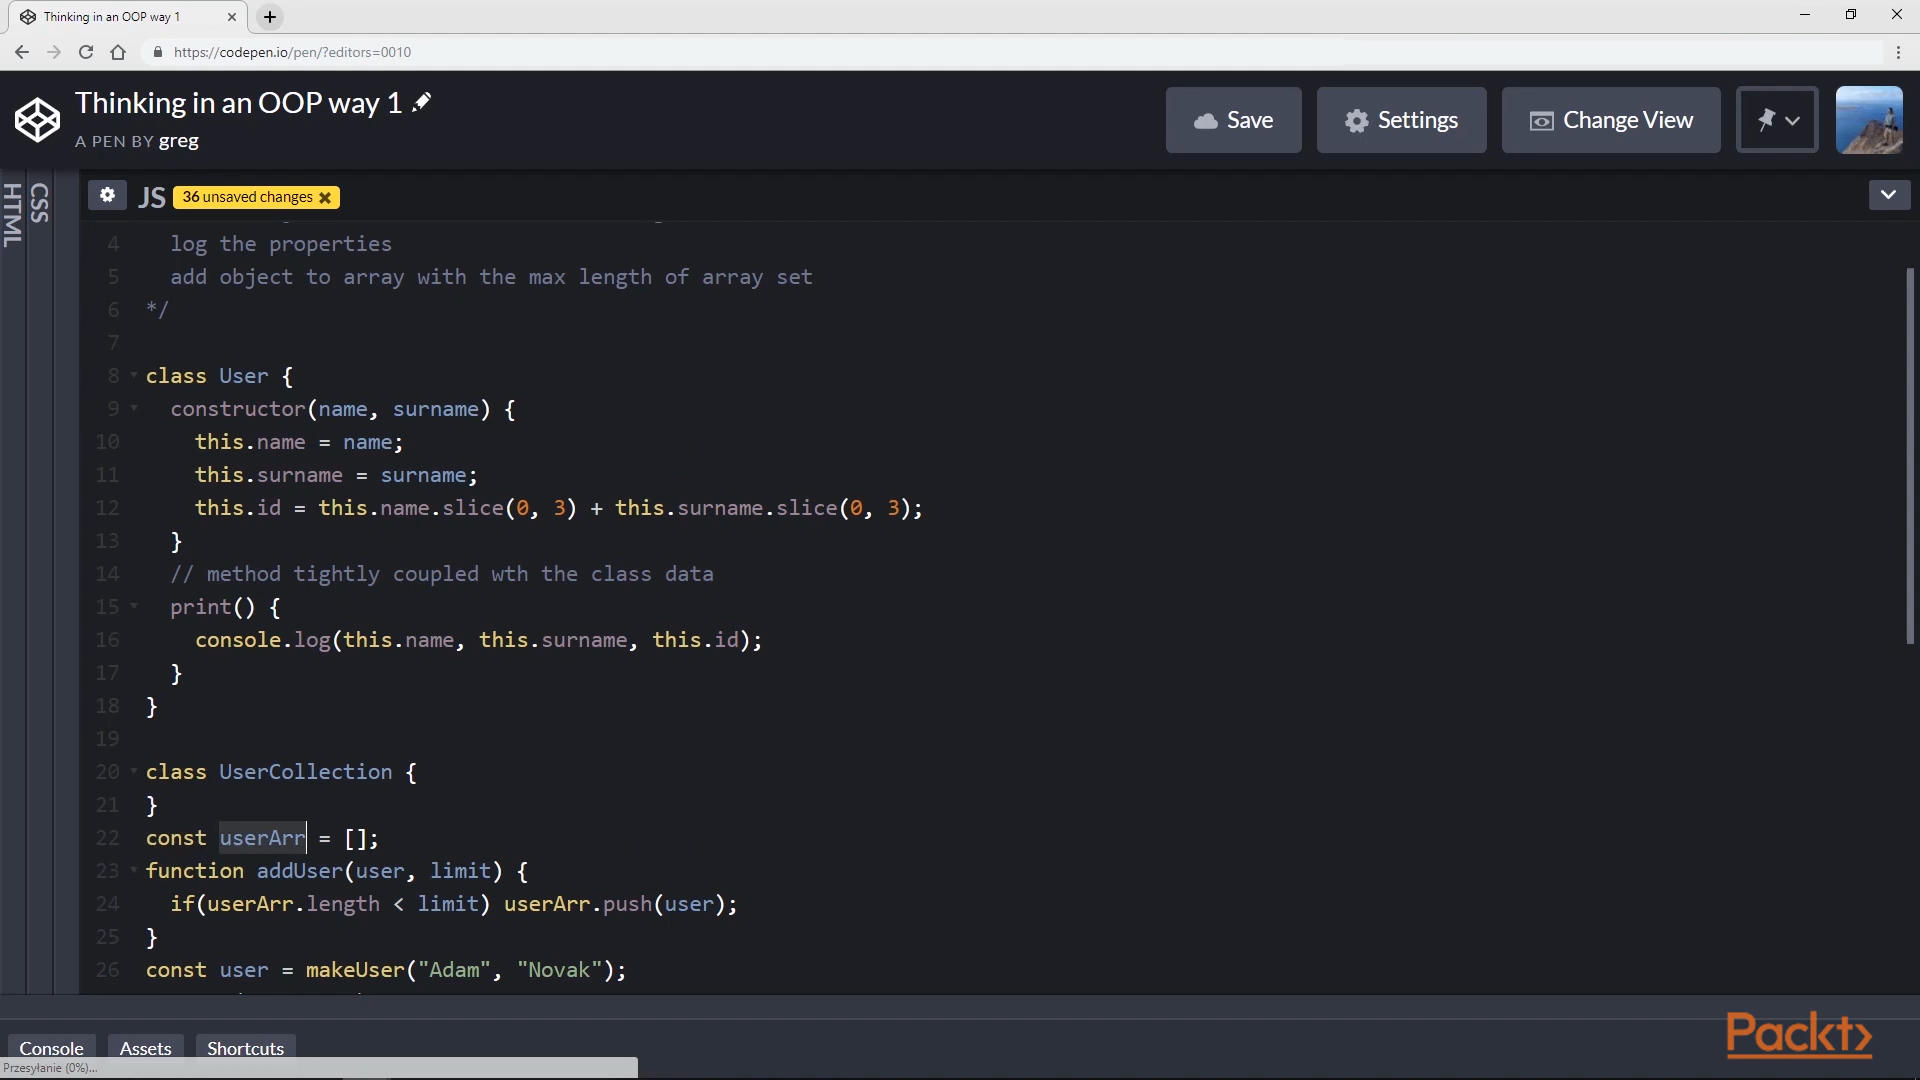 Thinking in an OOP way 1
https://codepen.io/pen/?editors=0010
Thinking in an OOP way 1
A PEN BY greg
Save
Settings
Change View
HTML
CSS
JS
36 unsaved changes
4 log the properties
5 add object to array with the max length of array set
6 */
7
8 class User {
9 constructor(name, surname) {
10 this.name = name;
11 this.surname = surname;
12 this.id = this.name.slice(0, 3) + this.surname.slice(0, 3);
13 }
14 // method tightly coupled wth the class data
15 print() {
16 console.log(this.name, this.surname, this.id);
17 }
18 }
19
20 class UserCollection {
21 }
22 const userArr = [];
23 function addUser(user, limit) {
24 if(userArr.length < limit) userArr.push(user);
25 }
26 const user = makeUser("Adam", "Novak");
Console Assets Shortcuts
Przesyłanie (0%)...
Packt>